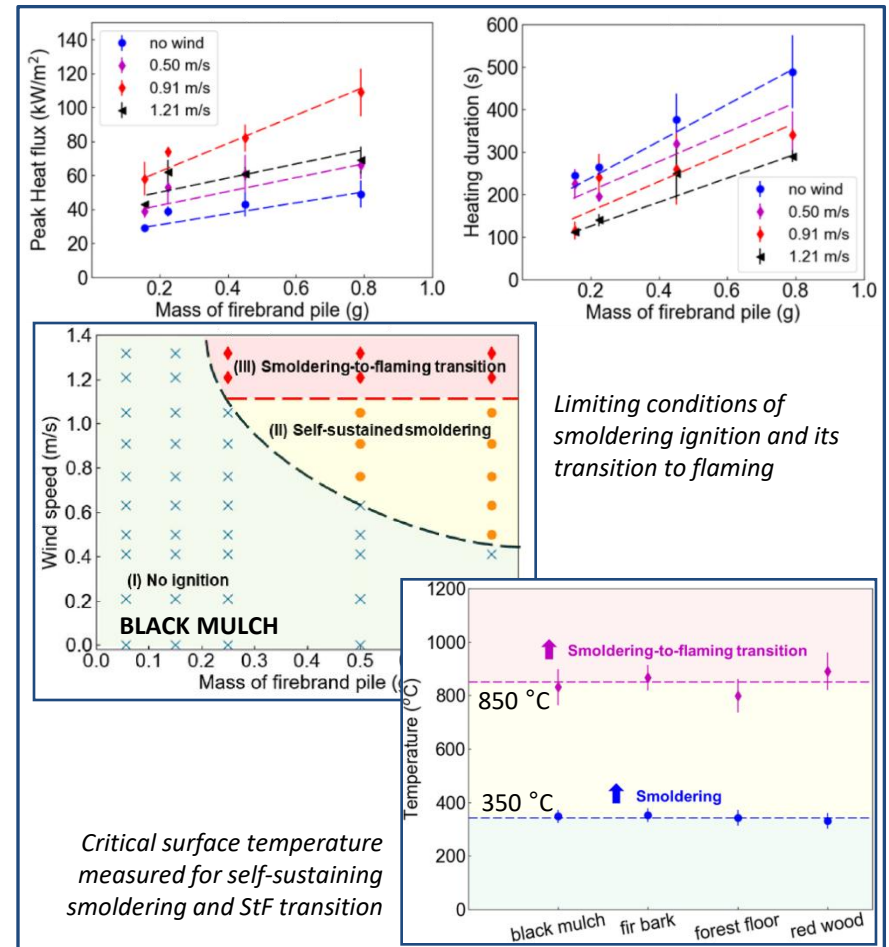 140
120
100
80
60
40
20
0
Peak Heat flux (kW/m²)
no wind
0.50 m/s
0.91 m/s
1.21 m/s
0.2
0.4
0.6
0.8
1.0
Mass of firebrand pile (g)
600
500
400
300
200
100
0
Heating duration (s)
no wind
0.50 m/s
0.91 m/s
1.21 m/s
0.2
0.4
0.6
0.8
1.0
Mass of firebrand pile (g)
1.4
1.2
1.0
0.8
0.6
0.4
0.2
0.0
Wind speed (m/s)
(III) Smoldering-to-flaming transition
(II) Self-sustained smoldering
(I) No ignition
BLACK MULCH
0.0
0.1
0.2
0.3
0.4
0.5
0.6
Mass of firebrand pile (g
Limiting conditions of
smoldering ignition and its
transition to flaming
1200
1000
800
600
400
200
0
Temperature (°C)
Smoldering-to-flaming transition
850 °C
350 °C
Smoldering
black mulch
fir bark
forest floor
red wood
Critical surface temperature
measured for self-sustaining
smoldering and StF transition